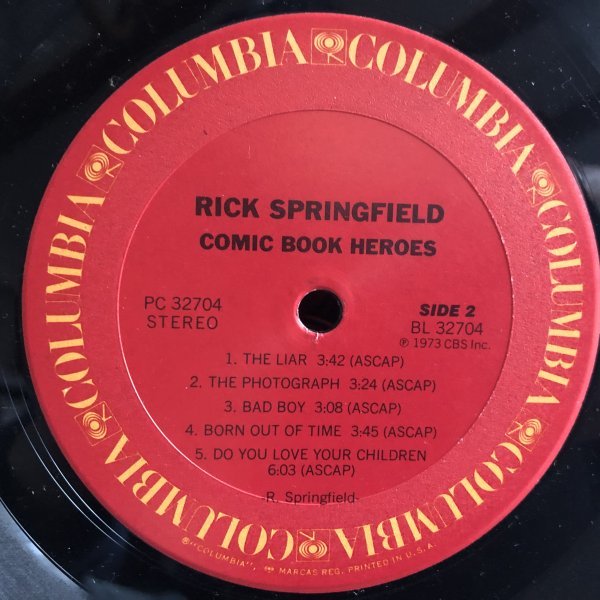 COLUMBIA COLUMBIA COLUMBIA COLUMBIA COLUMBIA COLUMBIA COLUMBIA COLUMBIA
RICK SPRINGFIELD
COMIC BOOK HEROES
PC 32704
STEREO
SIDE 2
BL 32704
Ⓟ 1973 CBS Inc.
1. THE LIAR 3:42 (ASCAP)
2. THE PHOTOGRAPH 3:24 (ASCAP)
3. BAD BOY 3:08 (ASCAP)
4. BORN OUT OF TIME 3:45 (ASCAP)
5. DO YOU LOVE YOUR CHILDREN
6:03 (ASCAP)
-R. Springfield-
®"COLUMBIA", MARCAS REG. PRINTED IN U.S.A.